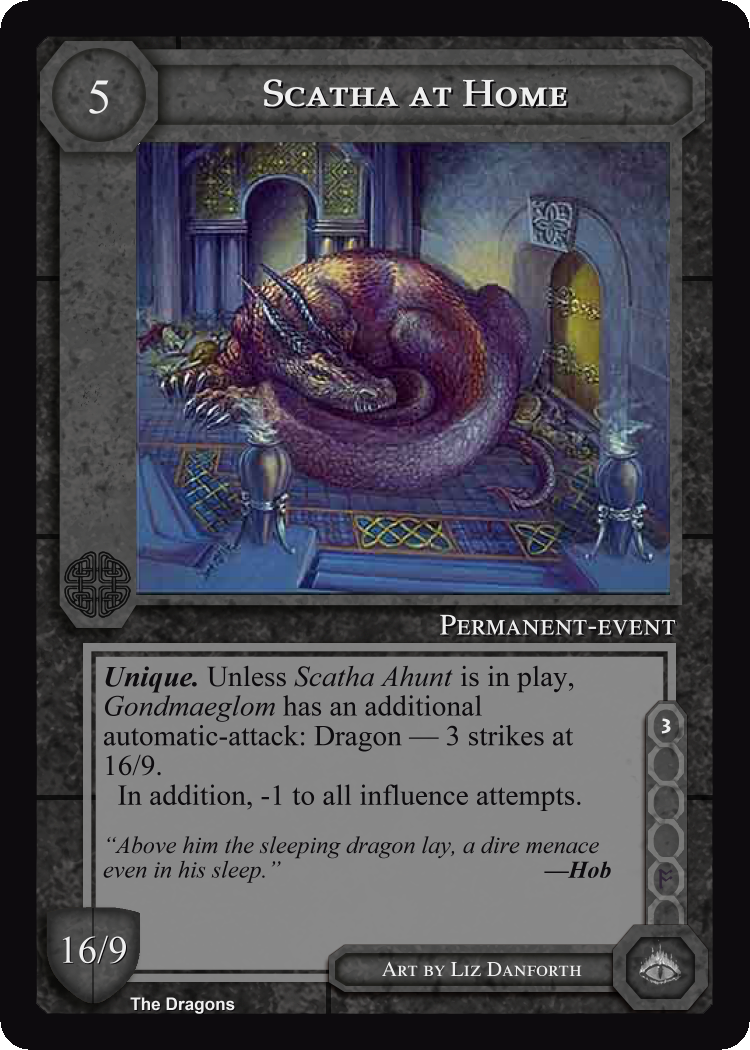 5
Scatha at Home
Permanent-event
Unique. Unless Scatha Ahunt is in play,
Gondmaeglom has an additional
automatic-attack: Dragon — 3 strikes at
16/9.
In addition, -1 to all influence attempts.
3
“Above him the sleeping dragon lay, a dire menace
even in his sleep.” —Hob
16/9
Art by Liz Danforth
The Dragons